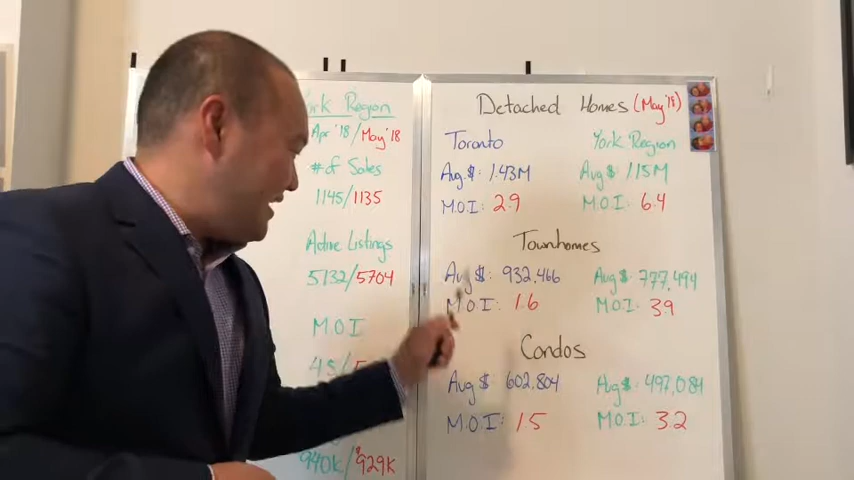 rk Region
Apr '18/May '18
# of Sales
1145/1135
Active Listings
5132/5704
M.O.I
4.5/
940k/929k
Detached Homes (May '18)
Toronto
Avg $: 1.43M
M.O.I: 2.9
York Region
Avg $: 1.15M
M.O.I: 6.4
Townhomes
Avg $: 932,466
M.O.I: 1.6
Avg $: 777,494
M.O.I: 3.9
Condos
Avg $ 602,804
M.O.I: 1.5
Avg $: 497,084
M.O.I: 3.2